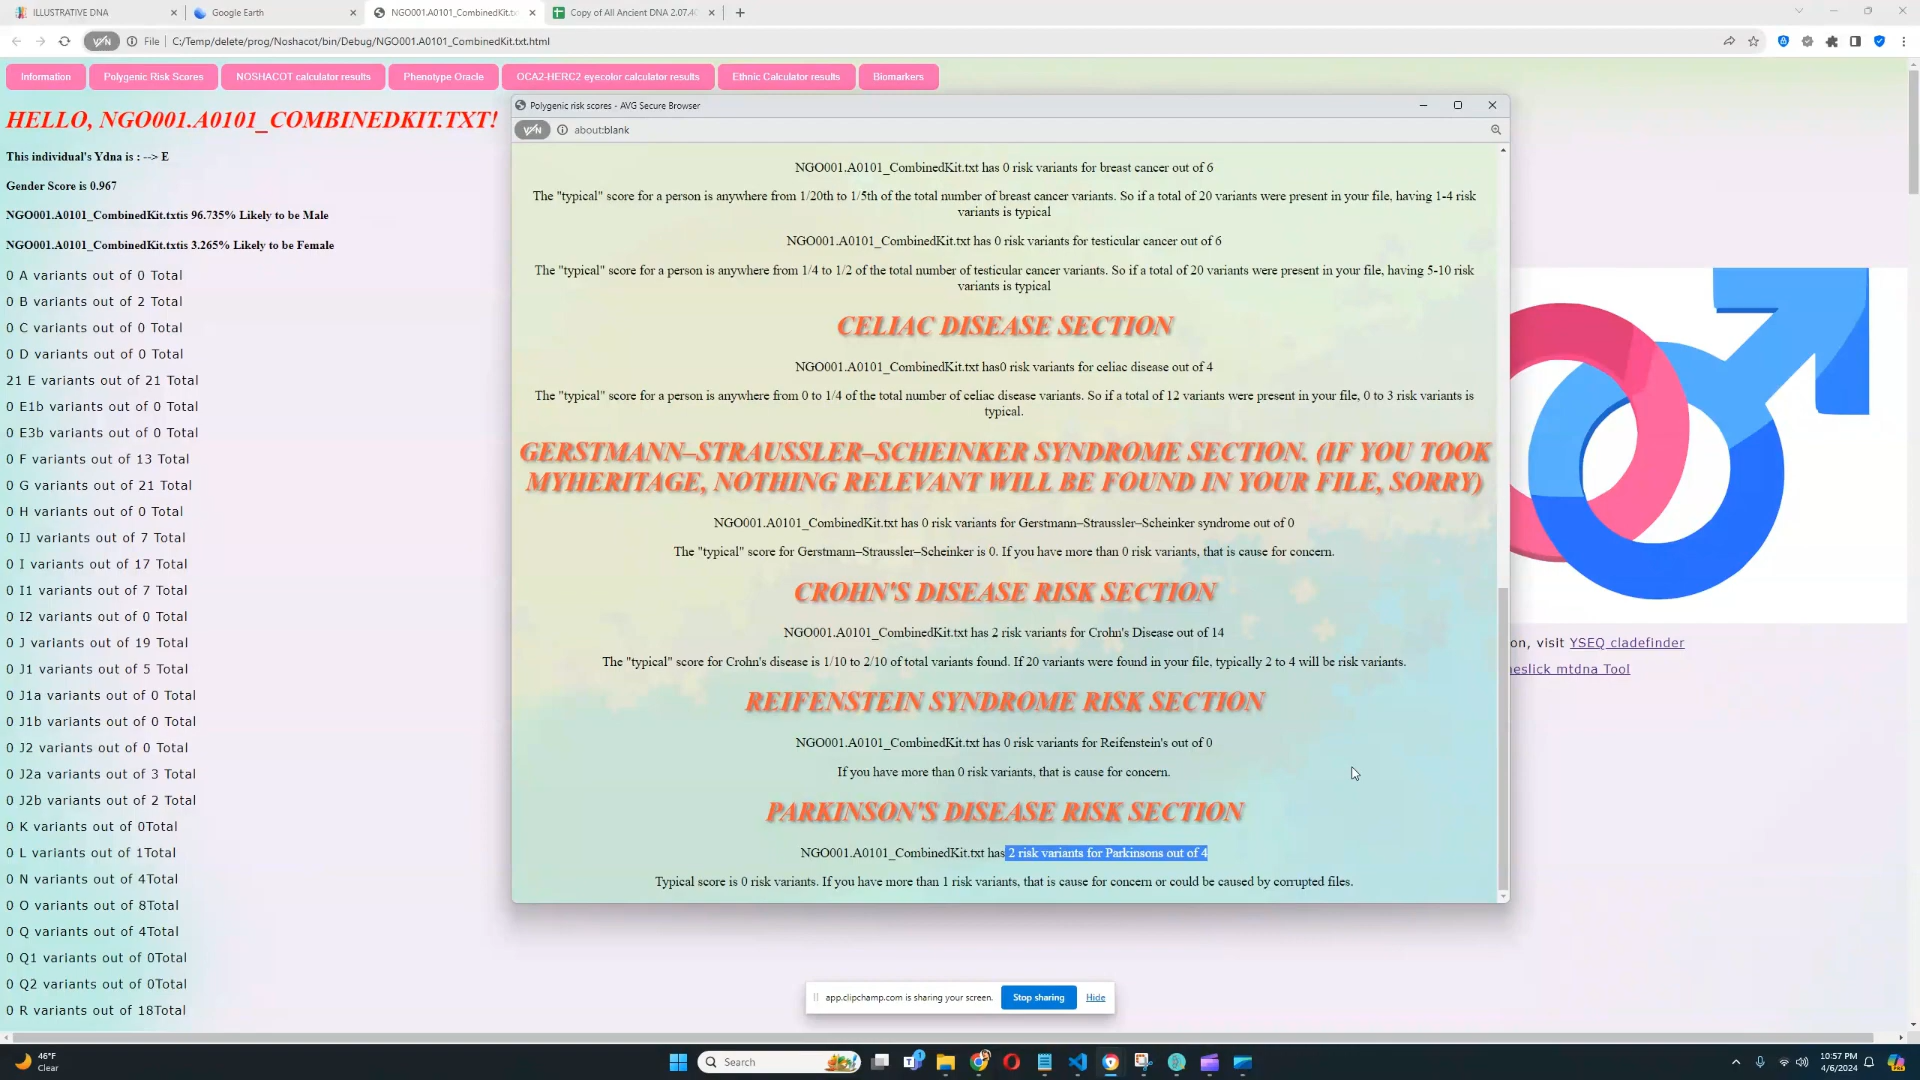 ILLUSTRATIVE DNA
Google Earth
NGO001.A0101_CombinedKit.tx
Copy of All Ancient DNA 2.07.40
VPN
File
C:/Temp/delete/prog/Noshacot/bin/Debug/NGO001.A0101_CombinedKit.txt.html
Information
Polygenic Risk Scores
NOSHACOT calculator results
Phenotype Oracle
OCA2-HERC2 eyecolor calculator results
Ethnic Calculator results
Biomarkers
HELLO, NGO001.A0101_COMBINEDKIT.TXT!
This individual's Ydna is : --> E
Gender Score is 0.967
NGO001.A0101_CombinedKit.txtis 96.735% Likely to be Male
NGO001.A0101_CombinedKit.txtis 3.265% Likely to be Female
0 A variants out of 0 Total
0 B variants out of 2 Total
0 C variants out of 0 Total
0 D variants out of 0 Total
21 E variants out of 21 Total
0 E1b variants out of 0 Total
0 E3b variants out of 0 Total
0 F variants out of 13 Total
0 G variants out of 21 Total
0 H variants out of 0 Total
0 IJ variants out of 7 Total
0 I variants out of 17 Total
0 I1 variants out of 7 Total
0 I2 variants out of 0 Total
0 J variants out of 19 Total
0 J1 variants out of 5 Total
0 J1a variants out of 0 Total
0 J1b variants out of 0 Total
0 J2 variants out of 0 Total
0 J2a variants out of 3 Total
0 J2b variants out of 2 Total
0 K variants out of 0Total
0 L variants out of 1Total
0 N variants out of 4Total
0 O variants out of 8Total
0 Q variants out of 4Total
0 Q1 variants out of 0Total
0 Q2 variants out of 0Total
0 R variants out of 18Total
Polygenic risk scores - AVG Secure Browser
VPN
about:blank
NGO001.A0101_CombinedKit.txt has 0 risk variants for breast cancer out of 6
The "typical" score for a person is anywhere from 1/20th to 1/5th of the total number of breast cancer variants. So if a total of 20 variants were present in your file, having 1-4 risk
variants is typical
NGO001.A0101_CombinedKit.txt has 0 risk variants for testicular cancer out of 6
The "typical" score for a person is anywhere from 1/4 to 1/2 of the total number of testicular cancer variants. So if a total of 20 variants were present in your file, having 5-10 risk
variants is typical
CELIAC DISEASE SECTION
NGO001.A0101_CombinedKit.txt has0 risk variants for celiac disease out of 4
The "typical" score for a person is anywhere from 0 to 1/4 of the total number of celiac disease variants. So if a total of 12 variants were present in your file, 0 to 3 risk variants is
typical.
GERSTMANN–STRAUSSLER–SCHEINKER SYNDROME SECTION. (IF YOU TOOK
MYHERITAGE, NOTHING RELEVANT WILL BE FOUND IN YOUR FILE, SORRY)
NGO001.A0101_CombinedKit.txt has 0 risk variants for Gerstmann–Straussler–Scheinker syndrome out of 0
The "typical" score for Gerstmann–Straussler–Scheinker is 0. If you have more than 0 risk variants, that is cause for concern.
CROHN'S DISEASE RISK SECTION
NGO001.A0101_CombinedKit.txt has 2 risk variants for Crohn's Disease out of 14
The "typical" score for Crohn's disease is 1/10 to 2/10 of total variants found. If 20 variants were found in your file, typically 2 to 4 will be risk variants.
REIFENSTEIN SYNDROME RISK SECTION
NGO001.A0101_CombinedKit.txt has 0 risk variants for Reifenstein's out of 0
If you have more than 0 risk variants, that is cause for concern.
PARKINSON'S DISEASE RISK SECTION
NGO001.A0101_CombinedKit.txt has 2 risk variants for Parkinsons out of 4
Typical score is 0 risk variants. If you have more than 1 risk variants, that is cause for concern or could be caused by corrupted files.
on, visit YSEQ cladefinder
eslick mtdna Tool
app.clipchamp.com is sharing your screen.
Stop sharing
Hide
46°F
Clear
Search
10:57 PM
4/6/2024